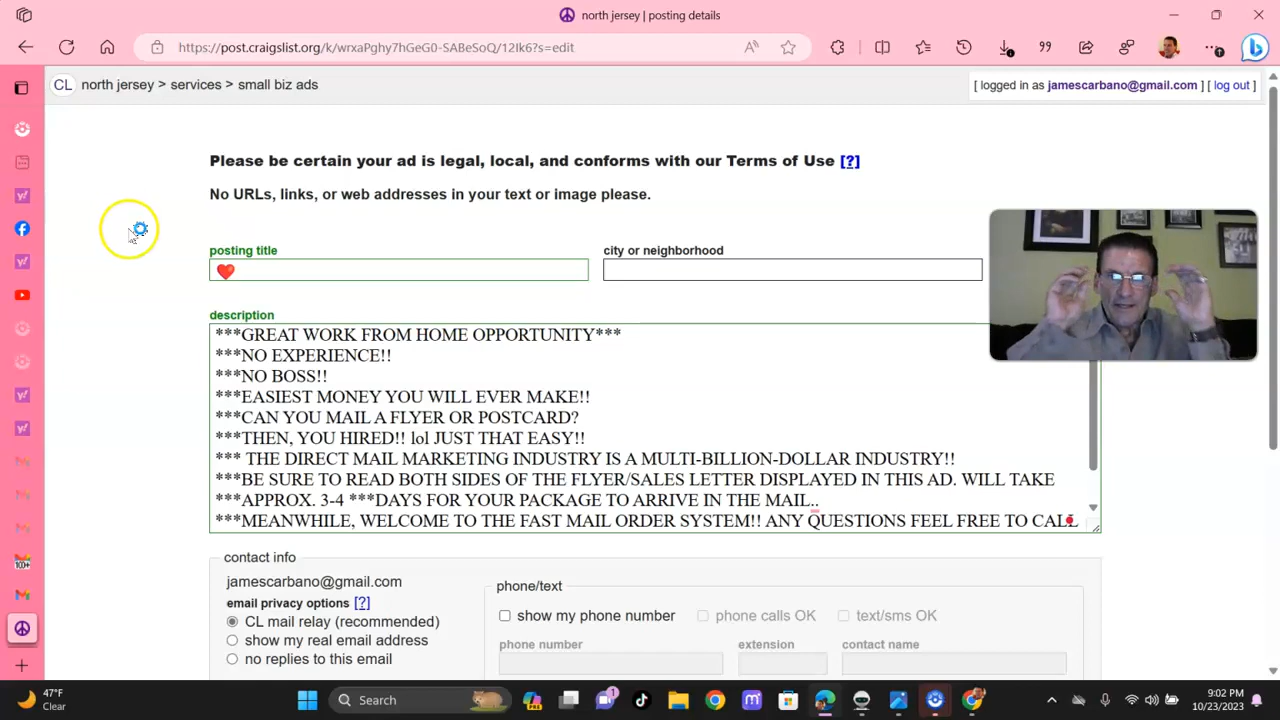 north jersey | posting details
https://post.craigslist.org/k/wrxaPghy7hGeG0-SABeSoQ/12Ik6?s=edit
CL north jersey > services > small biz ads
[ logged in as jamescarbano@gmail.com ] [ log out ]
Please be certain your ad is legal, local, and conforms with our Terms of Use [?]
No URLs, links, or web addresses in your text or image please.
posting title
city or neighborhood
❤️
description
***GREAT WORK FROM HOME OPPORTUNITY***
***NO EXPERIENCE!!
***NO BOSS!!
***EASIEST MONEY YOU WILL EVER MAKE!!
***CAN YOU MAIL A FLYER OR POSTCARD?
***THEN, YOU HIRED!! lol JUST THAT EASY!!
*** THE DIRECT MAIL MARKETING INDUSTRY IS A MULTI-BILLION-DOLLAR INDUSTRY!!
***BE SURE TO READ BOTH SIDES OF THE FLYER/SALES LETTER DISPLAYED IN THIS AD. WILL TAKE
***APPROX. 3-4 ***DAYS FOR YOUR PACKAGE TO ARRIVE IN THE MAIL..
***MEANWHILE, WELCOME TO THE FAST MAIL ORDER SYSTEM!! ANY QUESTIONS FEEL FREE TO CALL
contact info
jamescarbano@gmail.com
email privacy options [?]
CL mail relay (recommended)
show my real email address
no replies to this email
phone/text
show my phone number
phone calls OK
text/sms OK
phone number
extension
contact name
47°F
Clear
Search
9:02 PM
10/23/2023